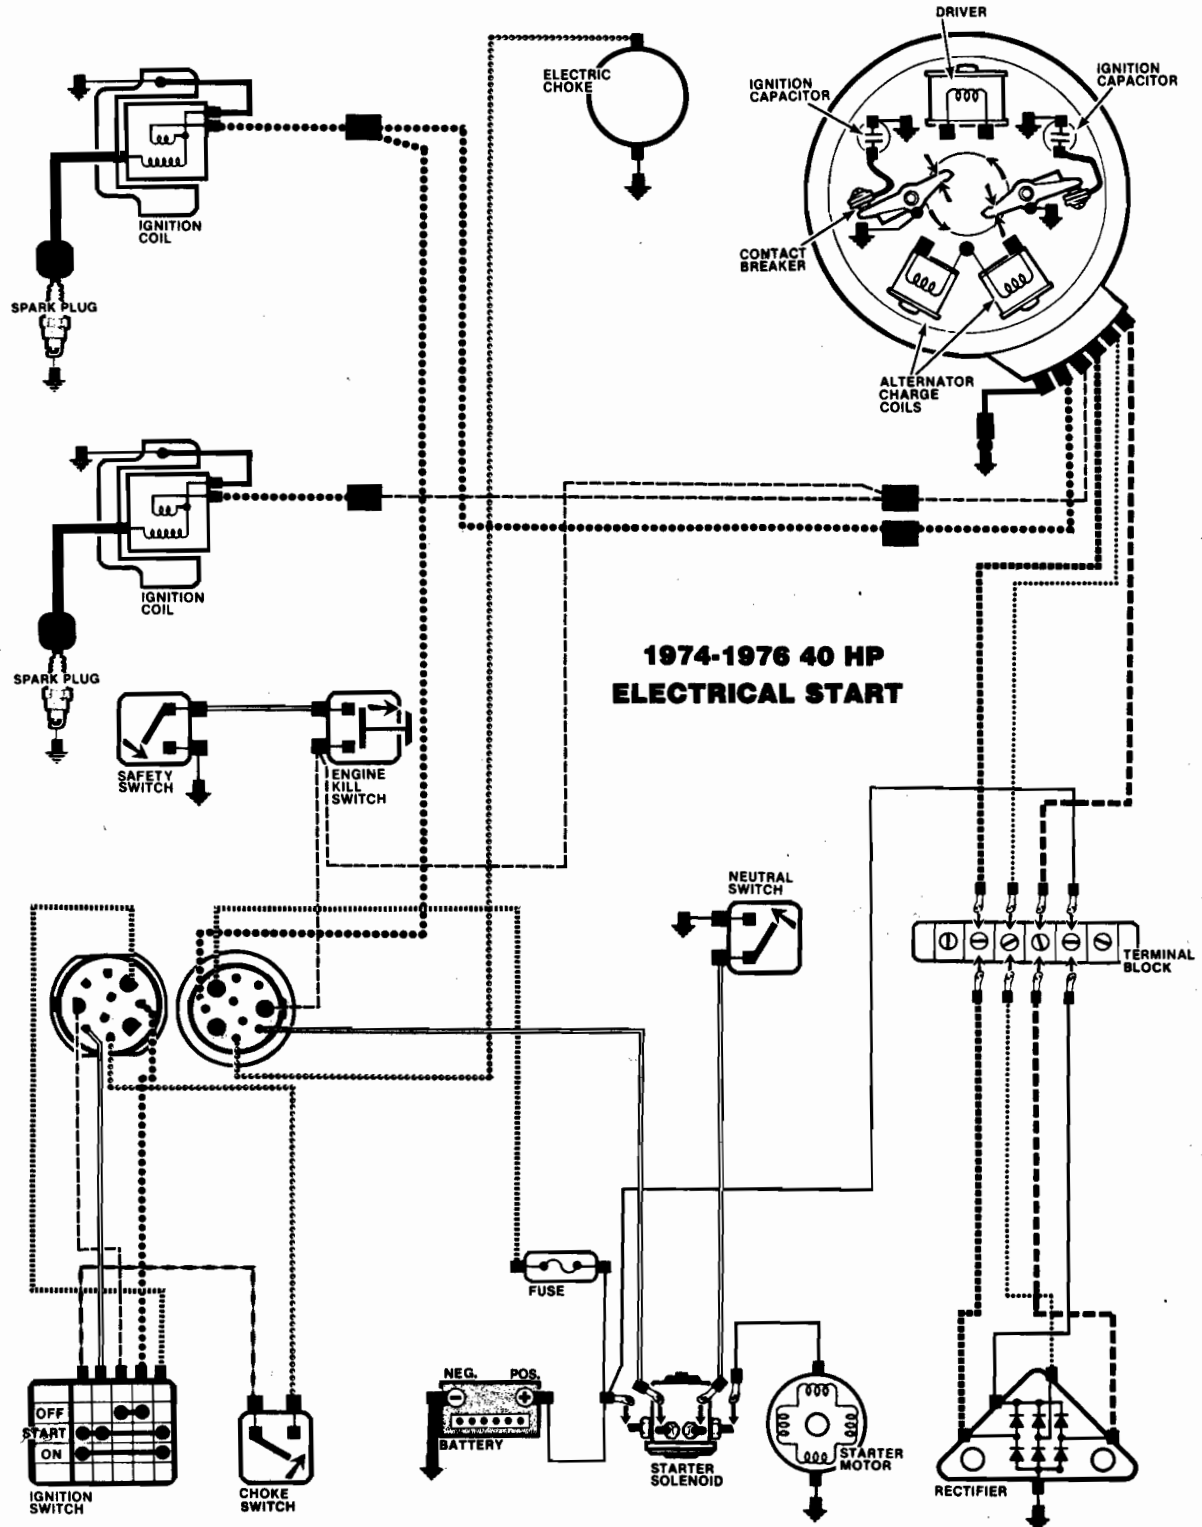 DRIVER
ELECTRIC
CHOKE
IGNITION
CAPACITOR
IGNITION
CAPACITOR
IGNITION
COIL
CONTACT
BREAKER
SPARK PLUG
ALTERNATOR
CHARGE
COILS
IGNITION
COIL
1974-1976 40 HP
ELECTRICAL START
SPARK PLUG
SAFETY
SWITCH
ENGINE
KILL
SWITCH
NEUTRAL
SWITCH
TERMINAL
BLOCK
FUSE
NEG. POS.
BATTERY
OFF
START
ON
IGNITION
SWITCH
CHOKE
SWITCH
STARTER
SOLENOID
STARTER
MOTOR
RECTIFIER